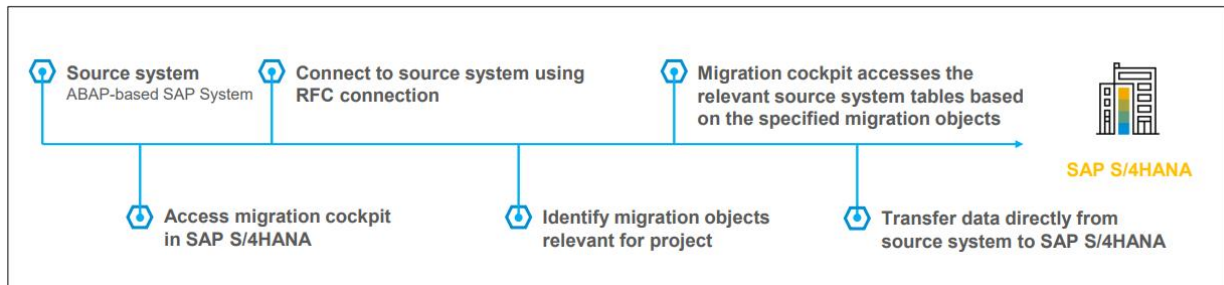 Source system
ABAP-based SAP System
Connect to source system using
RFC connection
Migration cockpit accesses the
relevant source system tables based
on the specified migration objects
SAP S/4HANA
Access migration cockpit
in SAP S/4HANA
Identify migration objects
relevant for project
Transfer data directly from
source system to SAP S/4HANA